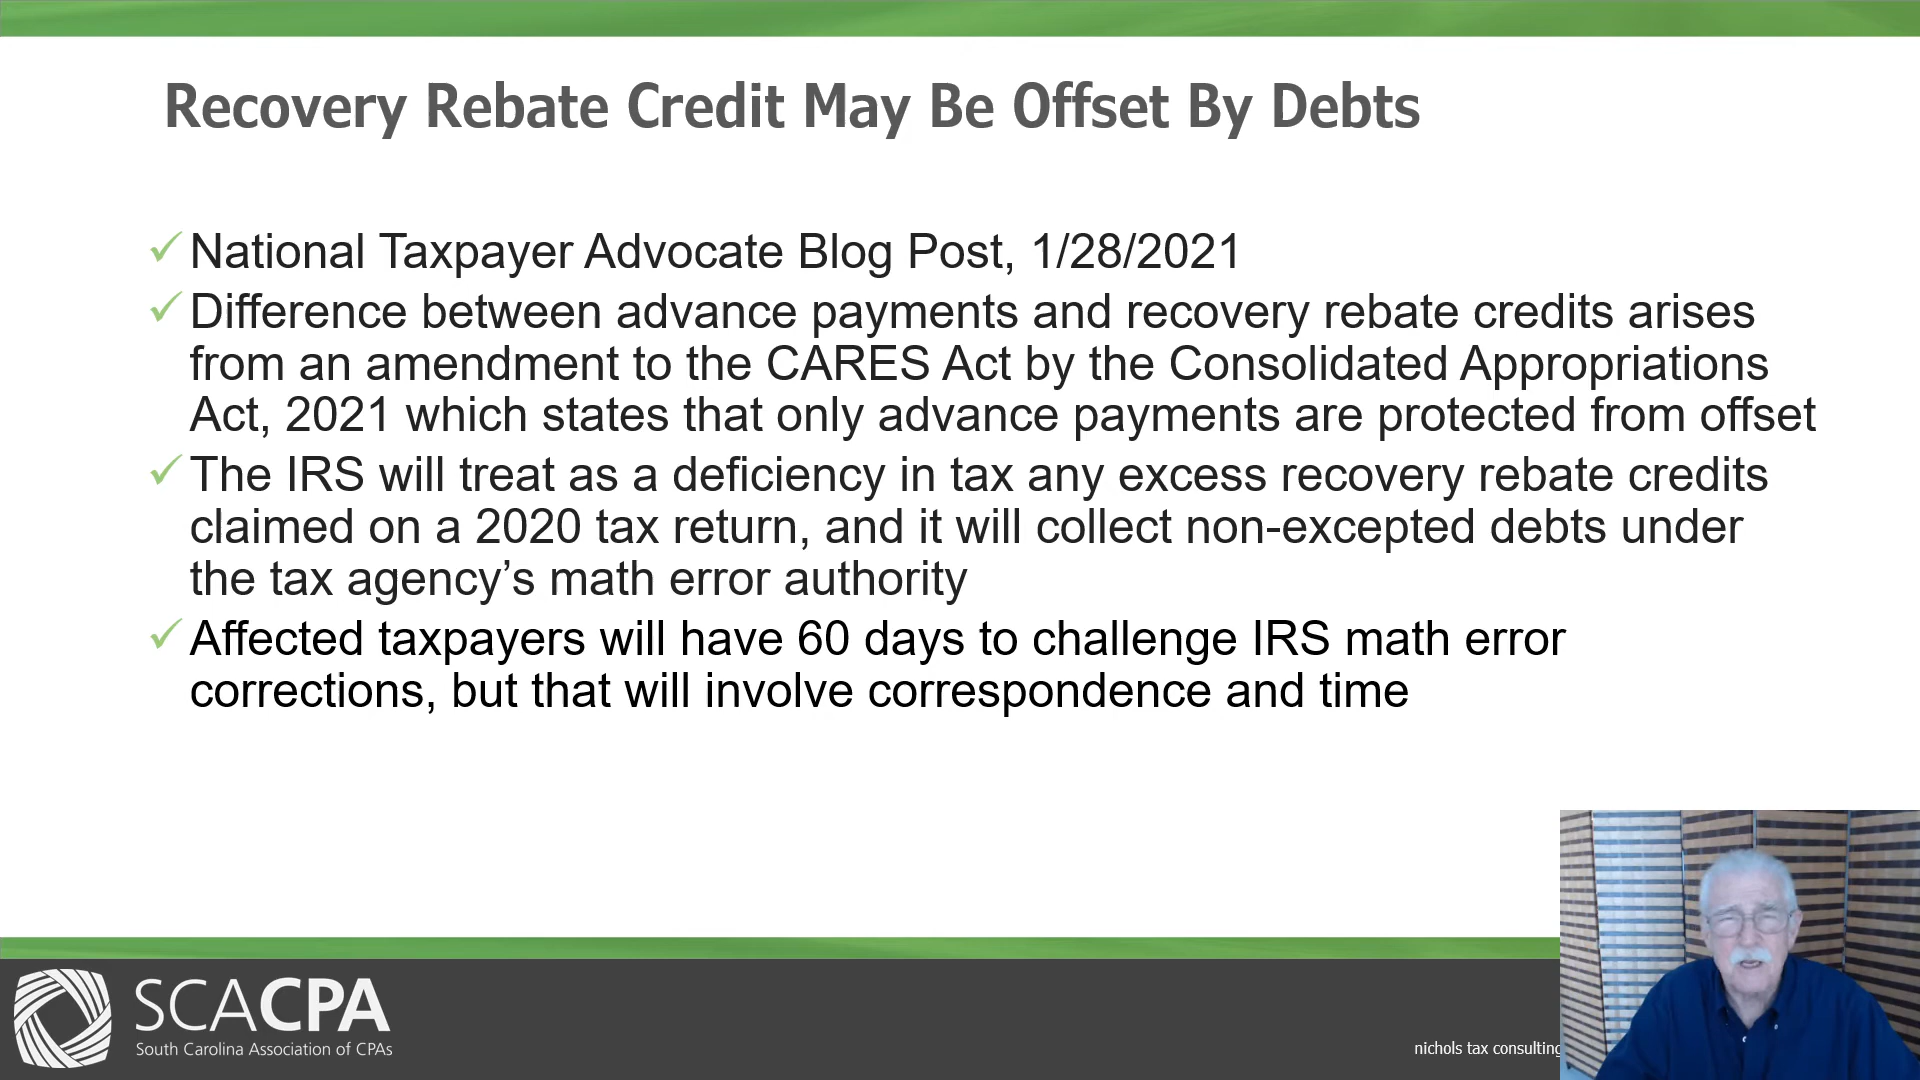 Recovery Rebate Credit May Be Offset By Debts
National Taxpayer Advocate Blog Post, 1/28/2021
Difference between advance payments and recovery rebate credits arises
from an amendment to the CARES Act by the Consolidated Appropriations
Act, 2021 which states that only advance payments are protected from offset
The IRS will treat as a deficiency in tax any excess recovery rebate credits
claimed on a 2020 tax return, and it will collect non-excepted debts under
the tax agency’s math error authority
Affected taxpayers will have 60 days to challenge IRS math error
corrections, but that will involve correspondence and time
SCACPA
South Carolina Association of CPAs
nichols tax consulting